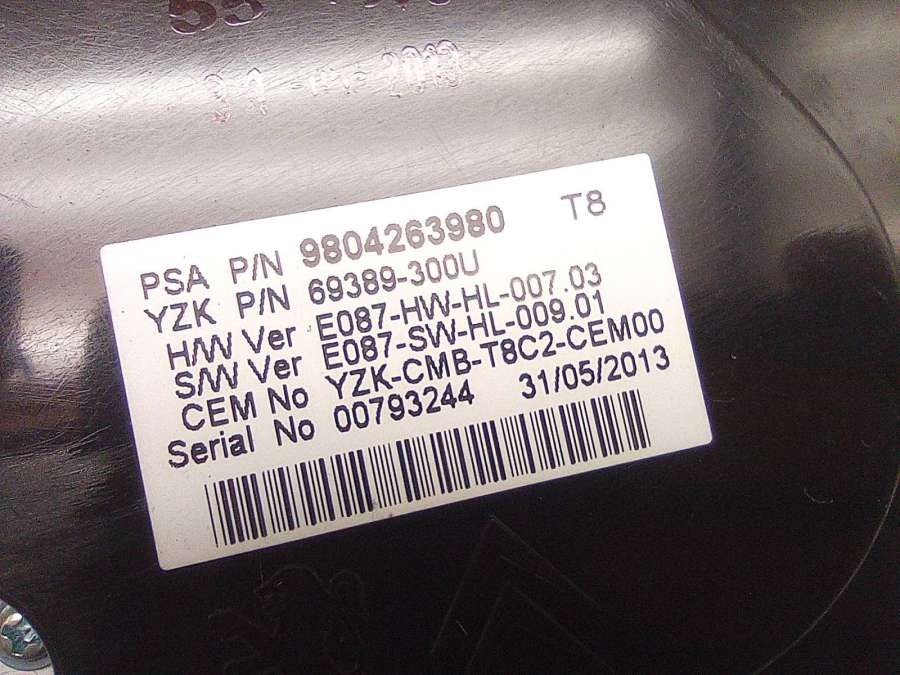 PSA P/N 9804263980 T8
YZK P/N 69389-300U
H/W Ver E087-HW-HL-007.03
S/W Ver E087-SW-HL-009.01
CEM No YZK-CMB-T8C2-CEM00
Serial No 00793244 31/05/2013